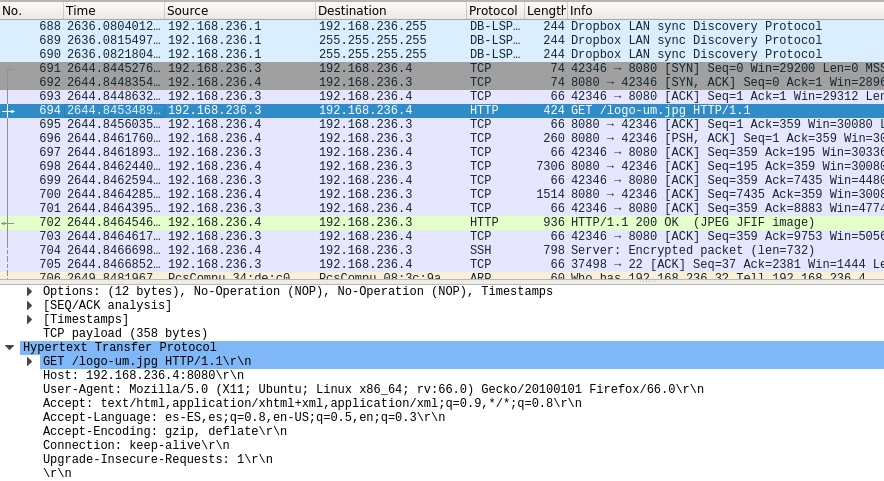 No. Time Source Destination Protocol Length Info
688 2636.0804012… 192.168.236.1 192.168.236.255 DB-LSP… 244 Dropbox LAN sync Discovery Protocol
689 2636.0815497… 192.168.236.1 255.255.255.255 DB-LSP… 244 Dropbox LAN sync Discovery Protocol
690 2636.0821804… 192.168.236.1 255.255.255.255 DB-LSP… 244 Dropbox LAN sync Discovery Protocol
691 2644.8445276… 192.168.236.3 192.168.236.4 TCP 74 42346 → 8080 [SYN] Seq=0 Win=29200 Len=0 MSS
692 2644.8448354… 192.168.236.4 192.168.236.3 TCP 74 8080 → 42346 [SYN, ACK] Seq=0 Ack=1 Win=2896
693 2644.8448632… 192.168.236.3 192.168.236.4 TCP 66 42346 → 8080 [ACK] Seq=1 Ack=1 Win=29312 Len
694 2644.8453489… 192.168.236.3 192.168.236.4 HTTP 424 GET /logo-um.jpg HTTP/1.1
695 2644.8456035… 192.168.236.4 192.168.236.3 TCP 66 8080 → 42346 [ACK] Seq=1 Ack=359 Win=30080 L
696 2644.8461760… 192.168.236.4 192.168.236.3 TCP 260 8080 → 42346 [PSH, ACK] Seq=1 Ack=359 Win=30
697 2644.8461893… 192.168.236.3 192.168.236.4 TCP 66 42346 → 8080 [ACK] Seq=359 Ack=195 Win=30336
698 2644.8462440… 192.168.236.4 192.168.236.3 TCP 7306 8080 → 42346 [ACK] Seq=195 Ack=359 Win=30080
699 2644.8462594… 192.168.236.3 192.168.236.4 TCP 66 42346 → 8080 [ACK] Seq=359 Ack=7435 Win=4480
700 2644.8464285… 192.168.236.4 192.168.236.3 TCP 1514 8080 → 42346 [ACK] Seq=7435 Ack=359 Win=3008
701 2644.8464395… 192.168.236.3 192.168.236.4 TCP 66 42346 → 8080 [ACK] Seq=359 Ack=8883 Win=4774
702 2644.8464546… 192.168.236.4 192.168.236.3 HTTP 936 HTTP/1.1 200 OK (JPEG JFIF image)
703 2644.8464617… 192.168.236.3 192.168.236.4 TCP 66 42346 → 8080 [ACK] Seq=359 Ack=9753 Win=5056
704 2644.8466698… 192.168.236.4 192.168.236.3 SSH 798 Server: Encrypted packet (len=732)
705 2644.8466852… 192.168.236.3 192.168.236.4 TCP 66 37498 → 22 [ACK] Seq=37 Ack=2381 Win=1444 L
706 2649.8481967 PcsCompu_34:de:c0 PcsCompu_08:3c:9a ARP 60 Who has 192.168.236.3? Tell 192.168.236.4
Options: (12 bytes), No-Operation (NOP), No-Operation (NOP), Timestamps
[SEQ/ACK analysis]
[Timestamps]
TCP payload (358 bytes)
Hypertext Transfer Protocol
GET /logo-um.jpg HTTP/1.1\r\n
Host: 192.168.236.4:8080\r\n
User-Agent: Mozilla/5.0 (X11; Ubuntu; Linux x86_64; rv:66.0) Gecko/20100101 Firefox/66.0\r\n
Accept: text/html,application/xhtml+xml,application/xml;q=0.9,*/*;q=0.8\r\n
Accept-Language: es-ES,es;q=0.8,en-US;q=0.5,en;q=0.3\r\n
Accept-Encoding: gzip, deflate\r\n
Connection: keep-alive\r\n
Upgrade-Insecure-Requests: 1\r\n
\r\n